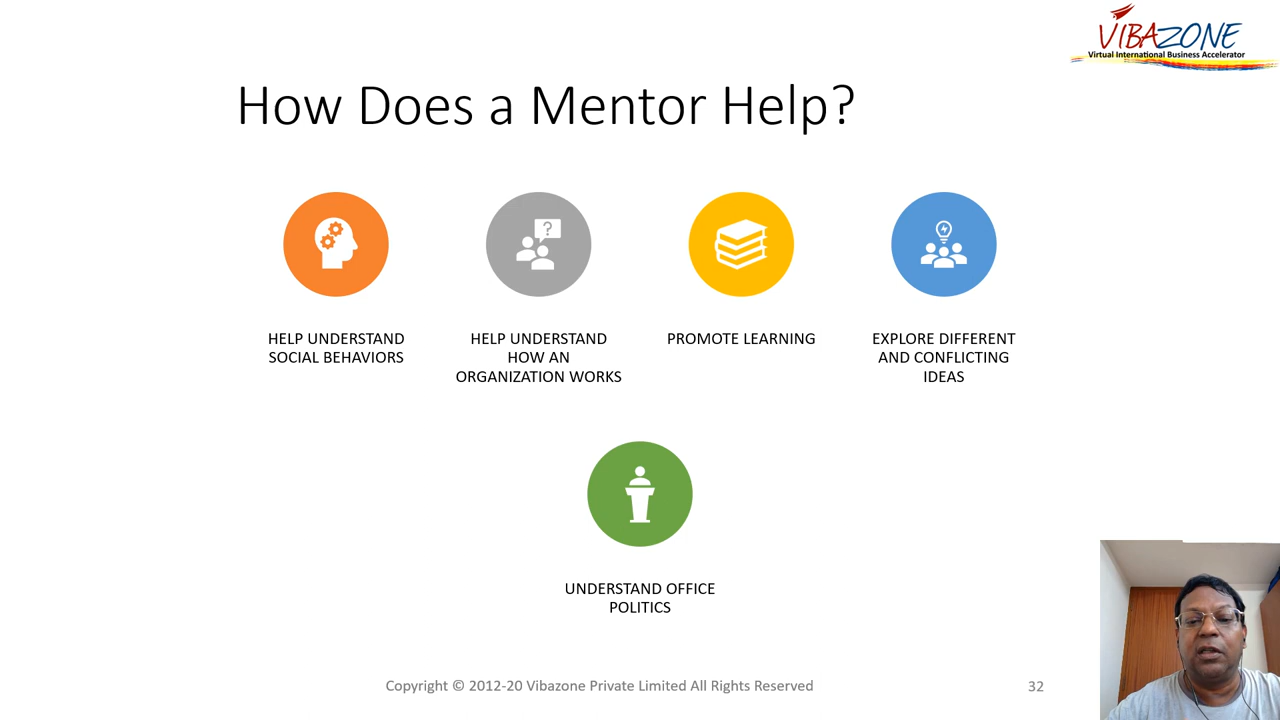 VIBAZONE
Virtual International Business Accelerator
How Does a Mentor Help?
?
HELP UNDERSTAND
SOCIAL BEHAVIORS
HELP UNDERSTAND
HOW AN
ORGANIZATION WORKS
PROMOTE LEARNING
EXPLORE DIFFERENT
AND CONFLICTING
IDEAS
UNDERSTAND OFFICE
POLITICS
Copyright © 2012-20 Vibazone Private Limited All Rights Reserved
32